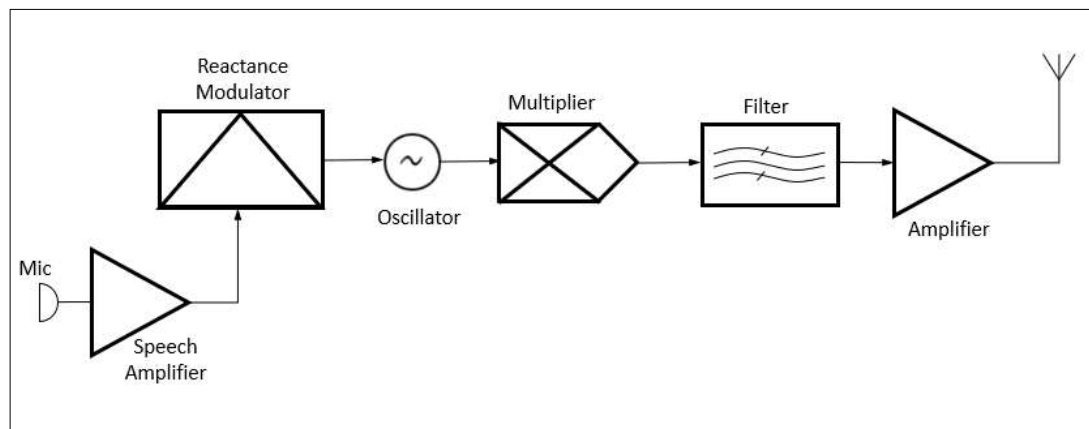 Reactance
Modulator
Multiplier
Filter
Oscillator
Amplifier
Mic
Speech
Amplifier